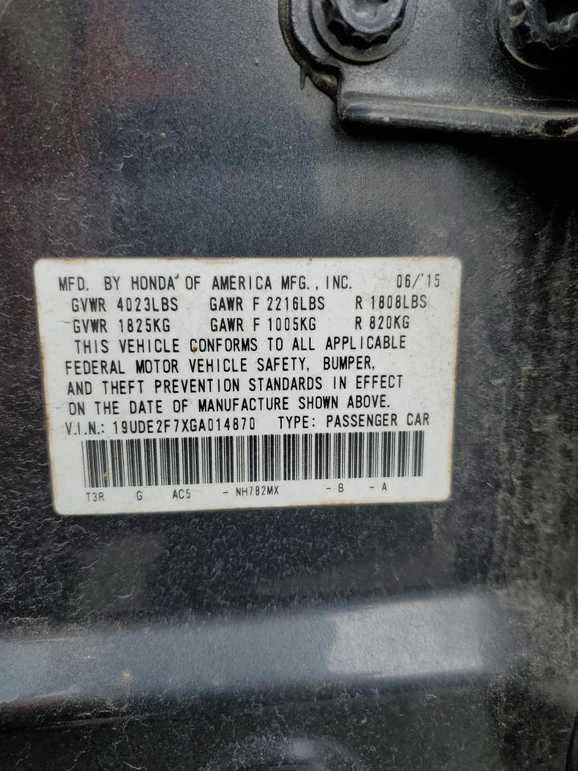 MFD. BY HONDA OF AMERICA MFG., INC. 06/'15
GVWR 4023LBS GAWR F 2216LBS R 1808LBS
GVWR 1825KG GAWR F 1005KG R 820KG
THIS VEHICLE CONFORMS TO ALL APPLICABLE
FEDERAL MOTOR VEHICLE SAFETY, BUMPER,
AND THEFT PREVENTION STANDARDS IN EFFECT
ON THE DATE OF MANUFACTURE SHOWN ABOVE.
V.I.N.: 19UDE2F7XGA014870 TYPE: PASSENGER CAR
T3R G AC5 - NH782MX - B - A